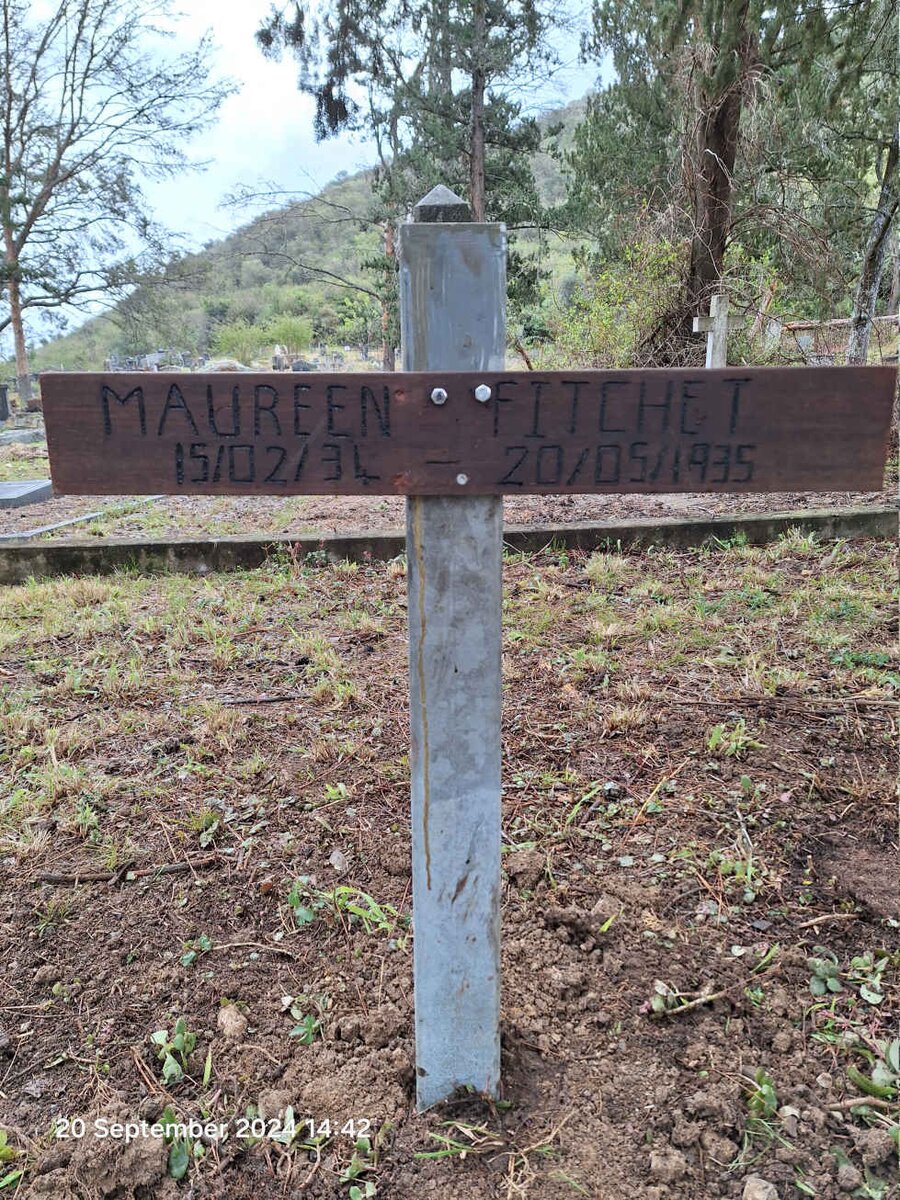 MAUREEN FITCHET
15/02/34 - 20/05/1935
20 September 2024 14:42